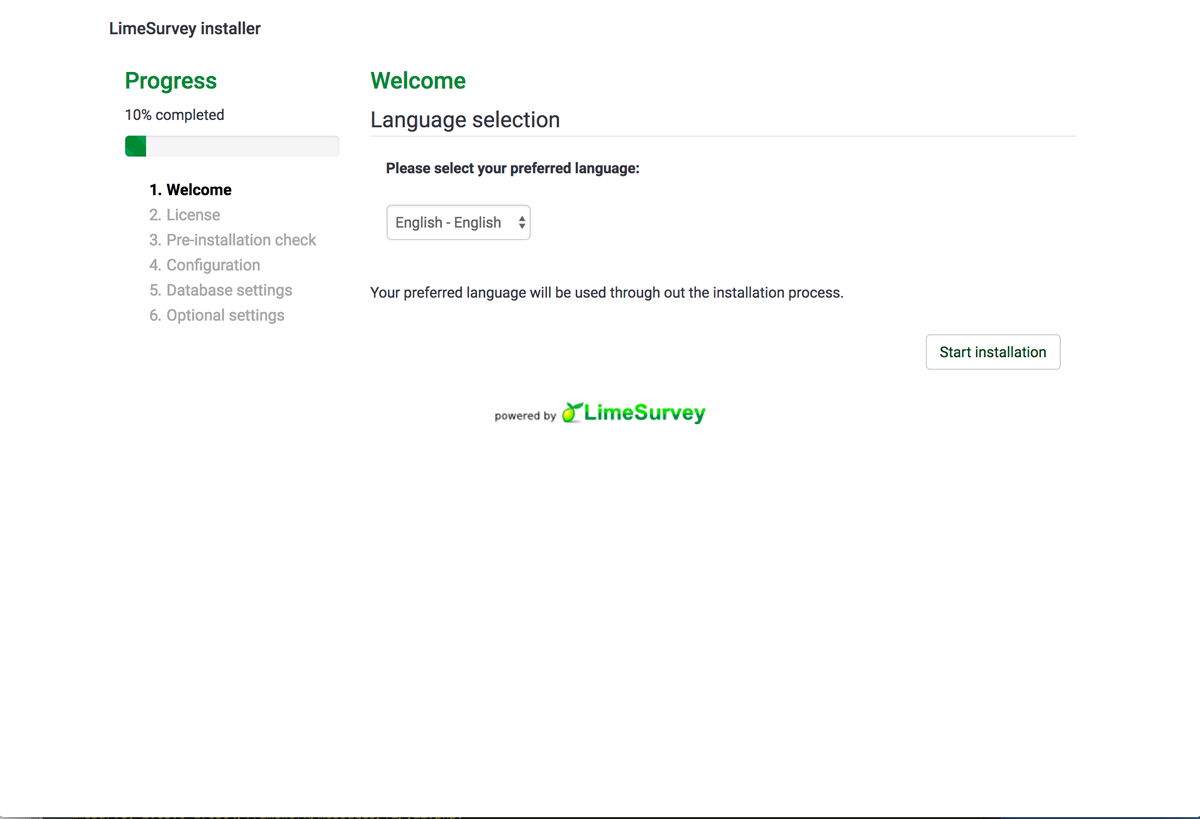 LimeSurvey installer
Progress
10% completed
1. Welcome
2. License
3. Pre-installation check
4. Configuration
5. Database settings
6. Optional settings
Welcome
Language selection
Please select your preferred language:
English - English
Your preferred language will be used through out the installation process.
Start installation
powered by LimeSurvey